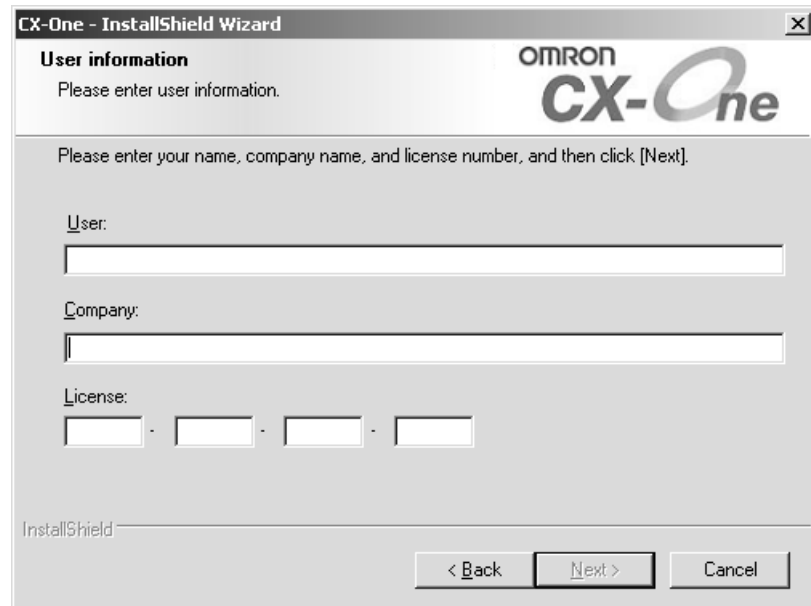 CX-One - InstallShield Wizard
User information
Please enter user information.
OMRON
CX-One
Please enter your name, company name, and license number, and then click [Next].
User:
Company:
License:
- - -
InstallShield
< Back Next > Cancel